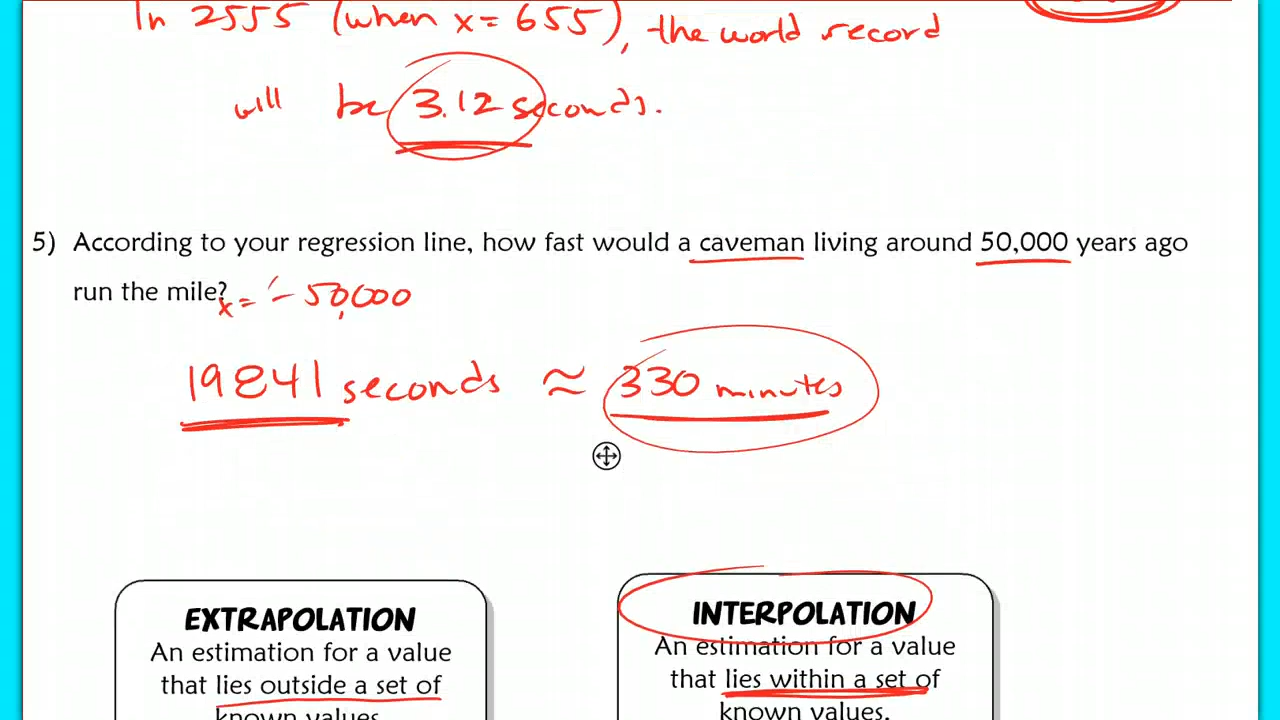 In 2555 (when x = 655), the world record
will be 3.12 seconds.
5) According to your regression line, how fast would a caveman living around 50,000 years ago
run the mile? x = -50,000
19841 seconds ≈ 330 minutes
EXTRAPOLATION
An estimation for a value
that lies outside a set of
known values.
INTERPOLATION
An estimation for a value
that lies within a set of
known values.